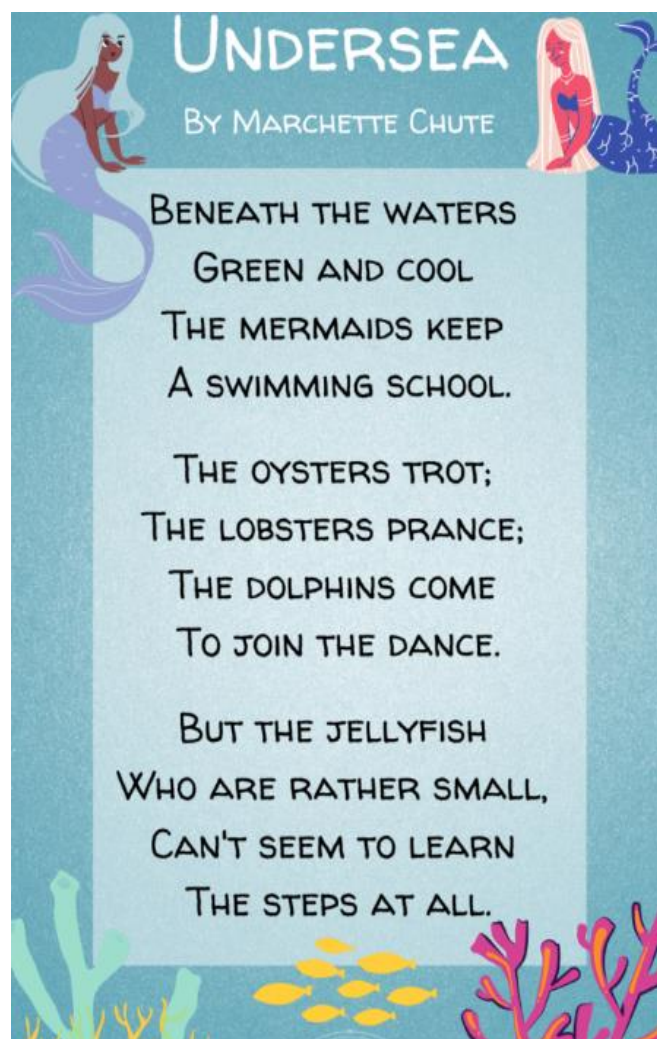 UNDERSEA
BY MARCHETTE CHUTE
BENEATH THE WATERS
GREEN AND COOL
THE MERMAIDS KEEP
A SWIMMING SCHOOL.
THE OYSTERS TROT;
THE LOBSTERS PRANCE;
THE DOLPHINS COME
TO JOIN THE DANCE.
BUT THE JELLYFISH
WHO ARE RATHER SMALL,
CAN'T SEEM TO LEARN
THE STEPS AT ALL.